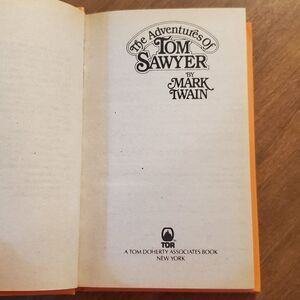 The Adventures Of
TOM
SAWYER
BY
MARK
TWAIN
TOR
A TOM DOHERTY ASSOCIATES BOOK
NEW YORK